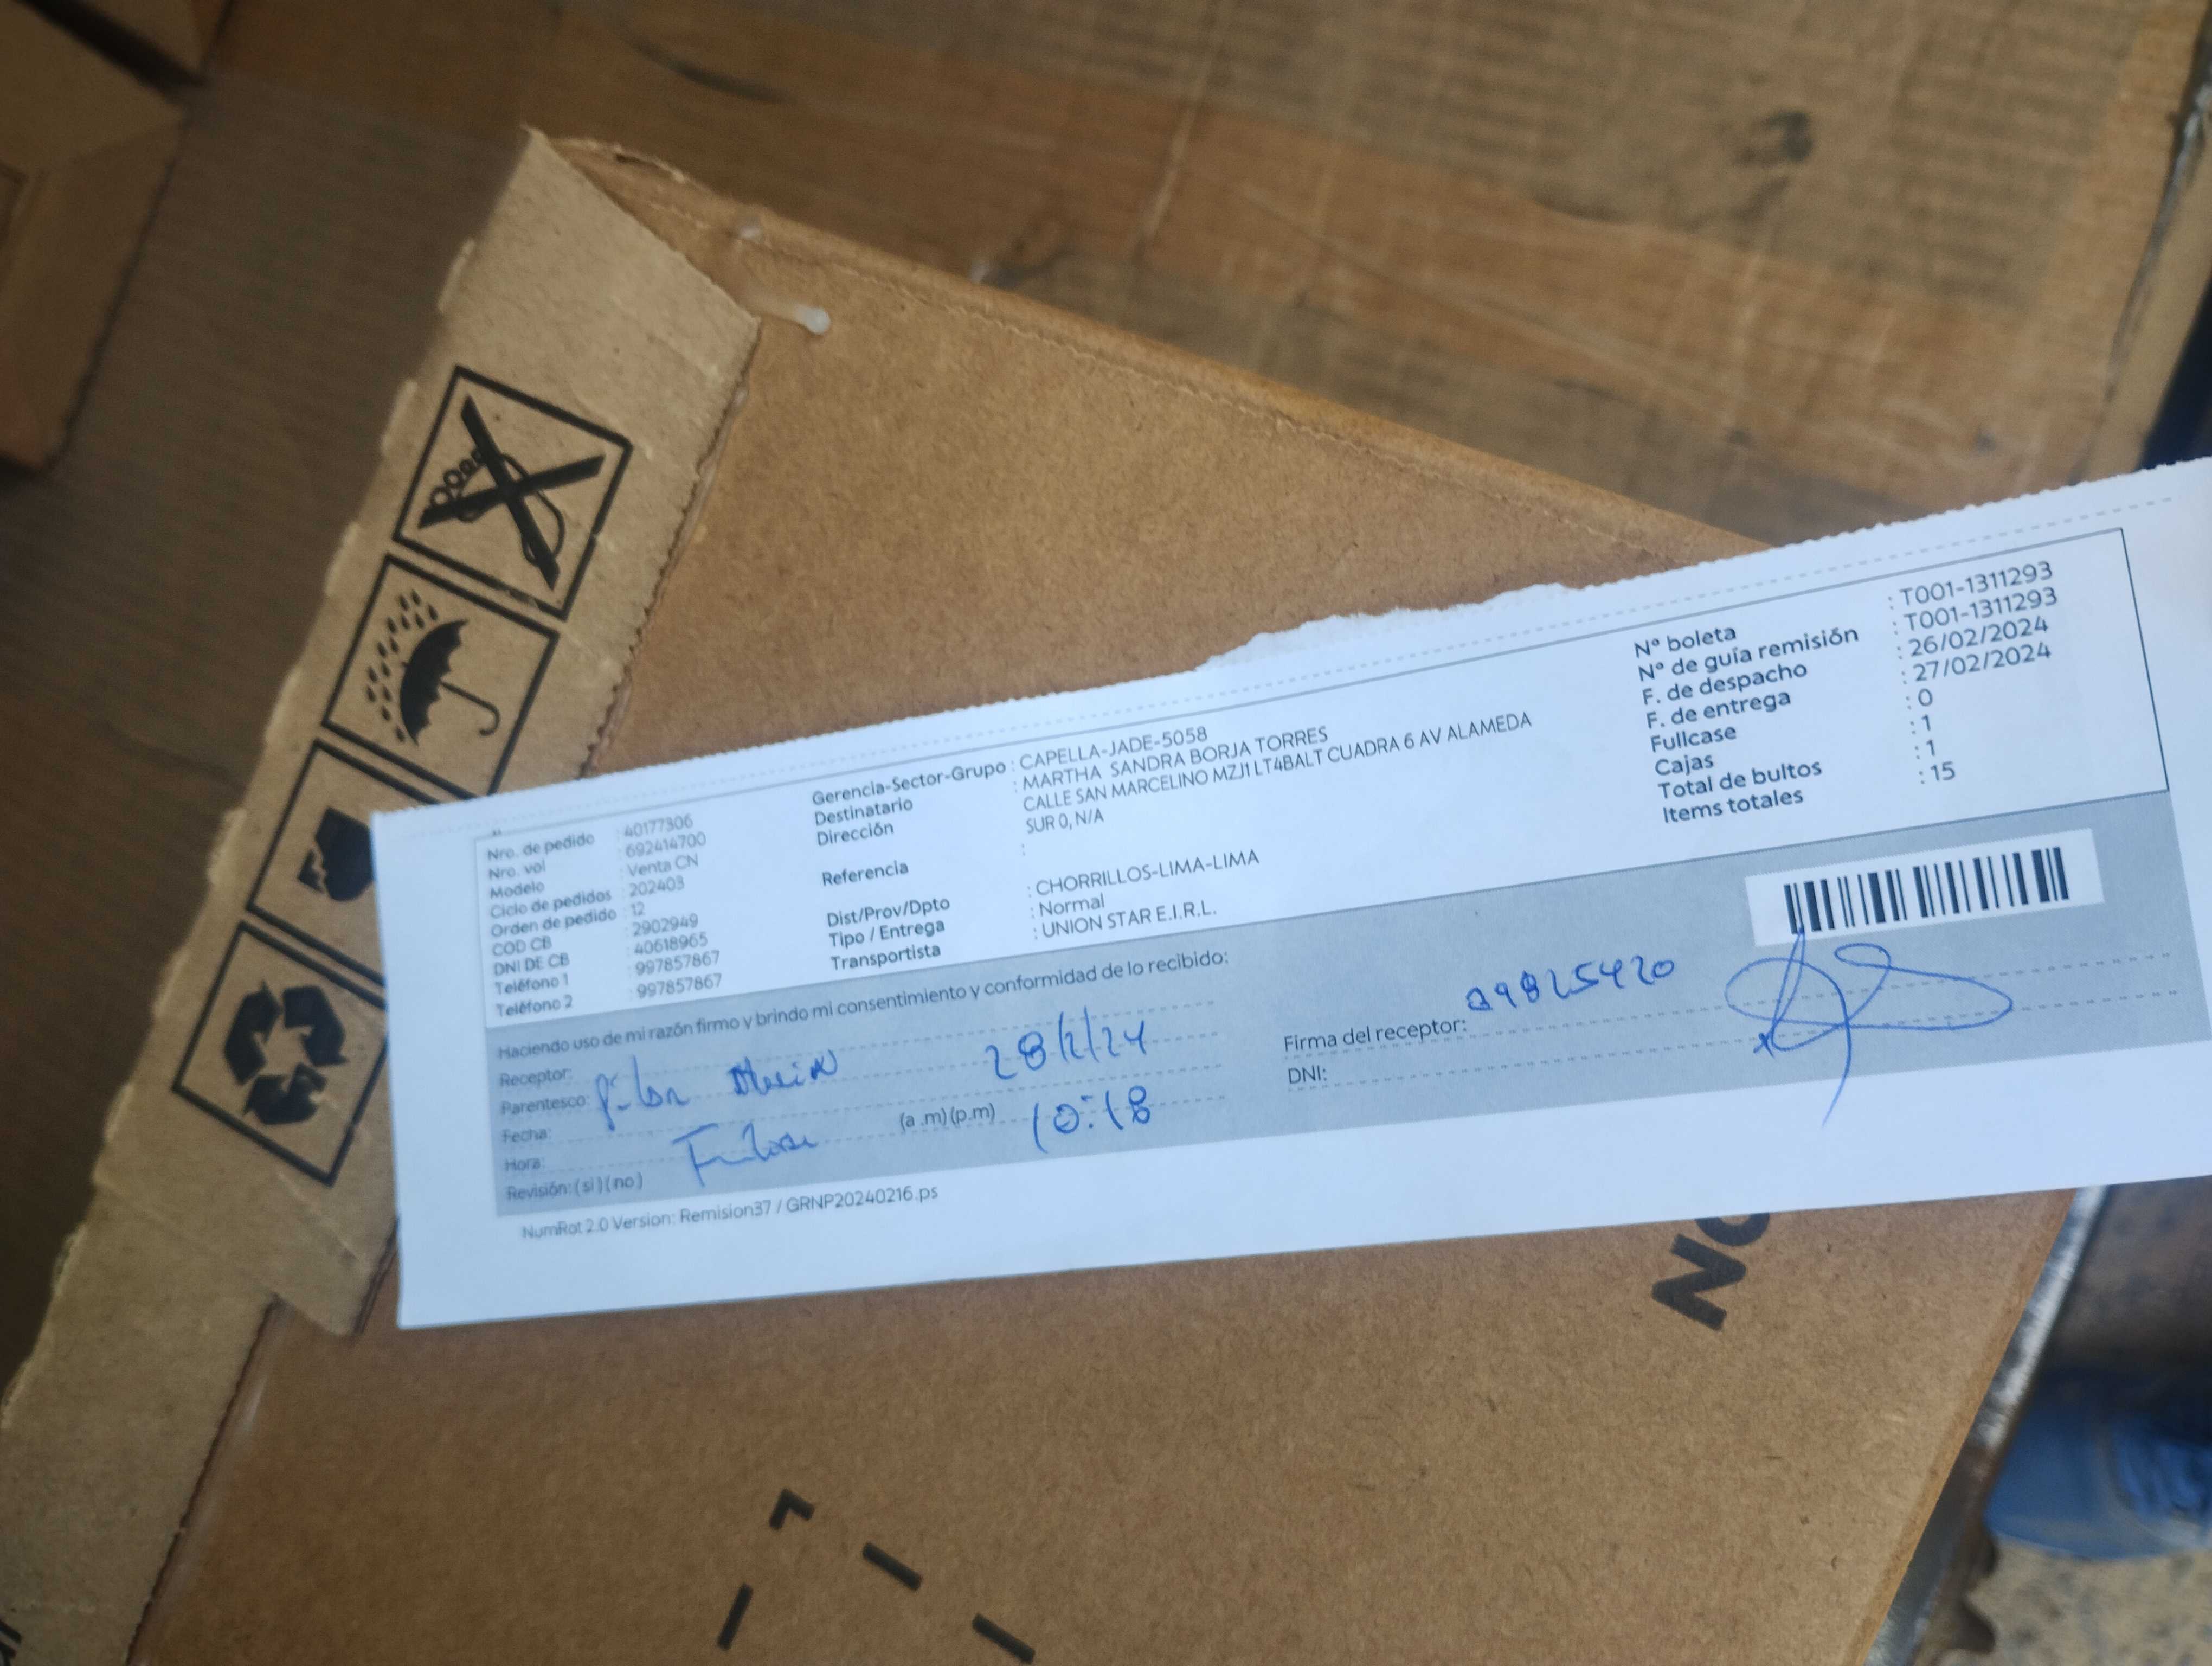 Nro. de pedido : 40177306
Nro. vol : 692414700
Modelo : Venta CN
Ciclo de pedidos : 202403
Orden de pedido : 12
COD CB : 2902949
DNI DE CB : 40618965
Teléfono 1 : 997857867
Teléfono 2 : 997857867
Gerencia-Sector-Grupo : CAPELLA-JADE-5058
Destinatario : MARTHA SANDRA BORJA TORRES
Dirección CALLE SAN MARCELINO MZJ1 LT4BALT CUADRA 6 AV ALAMEDA
SUR 0, N/A
Referencia :
Dist/Prov/Dpto : CHORRILLOS-LIMA-LIMA
Tipo / Entrega : Normal
Transportista : UNION STAR E.I.R.L.
Nº boleta : T001-1311293
Nº de guía remisión : T001-1311293
F. de despacho : 26/02/2024
F. de entrega : 27/02/2024
Fullcase : 0
Cajas : 1
Total de bultos : 1
Items totales : 15
Haciendo uso de mi razón firmo y brindo mi consentimiento y conformidad de lo recibido:
Receptor:
Parentesco:
Fecha: 28/2/24
Hora: (a .m) (p.m) 10:18
Revisión: ( si ) ( no )
Firma del receptor:
DNI:
NumRot 2.0 Version: Remision37 / GRNP20240216.ps
NO